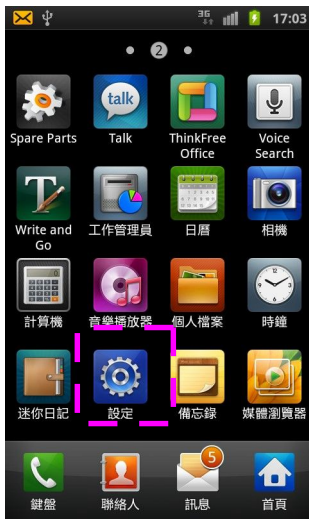 3G
17:03
2
talk
Spare Parts
Talk
ThinkFree
Office
Voice
Search
Write and
Go
工作管理員
日曆
相機
計算機
音樂播放器
個人檔案
時鐘
迷你日記
設定
備忘錄
媒體瀏覽器
5
鍵盤
聯絡人
訊息
首頁